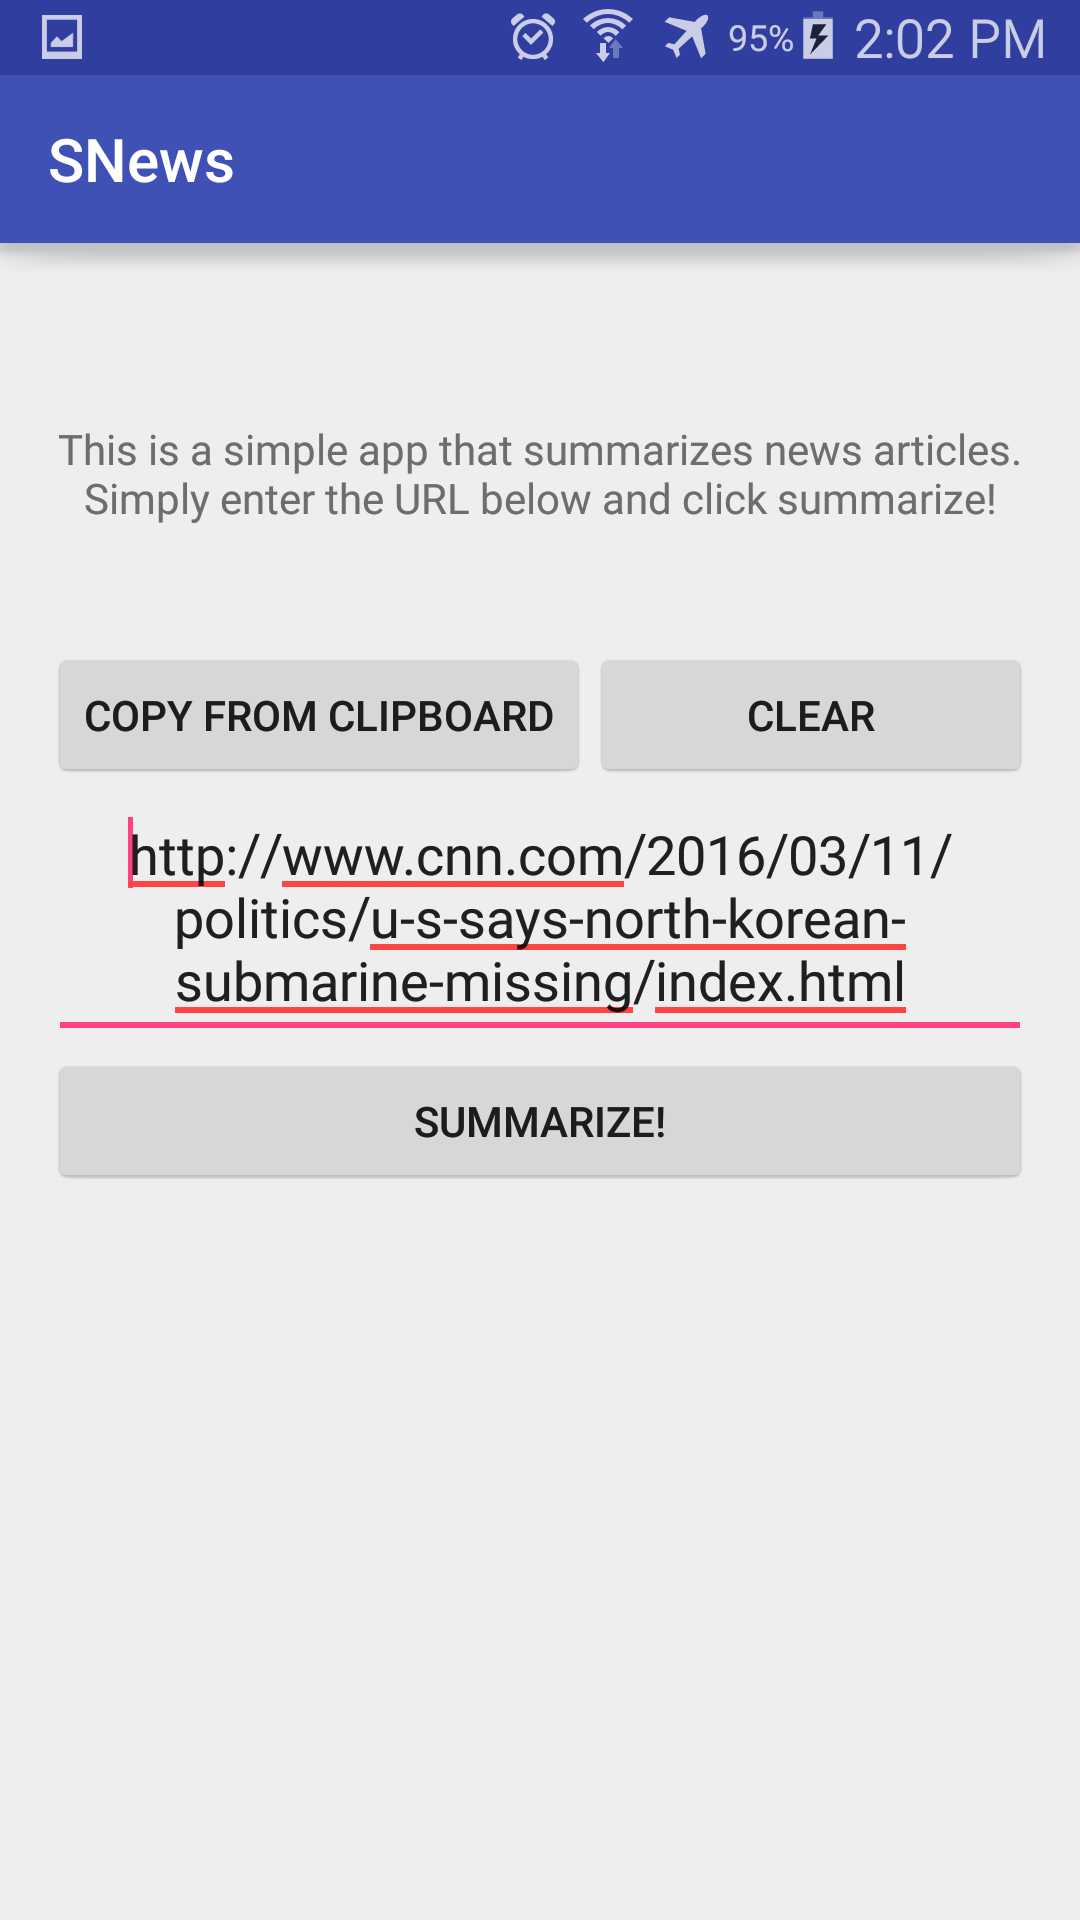 95% 2:02 PM
SNews
This is a simple app that summarizes news articles.
Simply enter the URL below and click summarize!
COPY FROM CLIPBOARD CLEAR
http://www.cnn.com/2016/03/11/
politics/u-s-says-north-korean-
submarine-missing/index.html
SUMMARIZE!